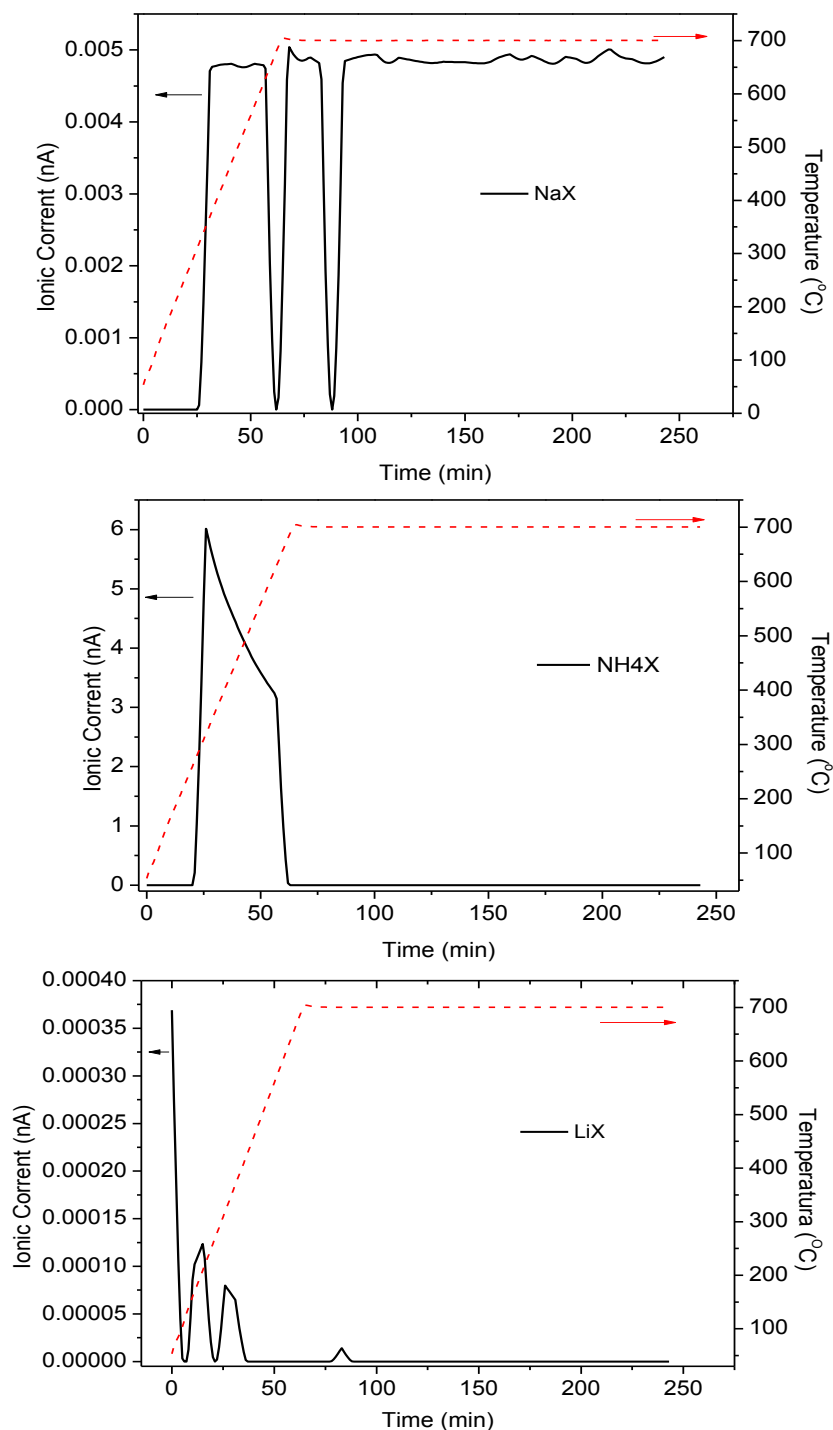 0.005
0.004
0.003
0.002
0.001
0.000
Ionic Corrent (nA)
NaX
700
600
500
400
300
200
100
0
Temperature (°C)
0 50 100 150 200 250
Time (min)
6
5
4
3
2
1
0
Ionic Current (nA)
NH4X
700
600
500
400
300
200
100
Temperature (°C)
0 50 100 150 200 250
Time (min)
0.00040
0.00035
0.00030
0.00025
0.00020
0.00015
0.00010
0.00005
0.00000
Ionic Corrent (nA)
LiX
700
600
500
400
300
200
100
Temperatura (°C)
0 50 100 150 200 250
Time (min)